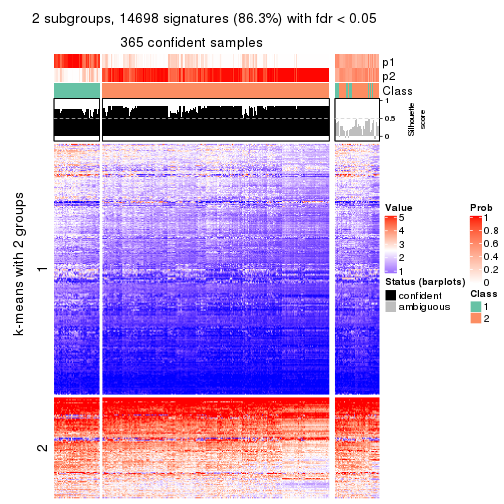 2 subgroups, 14698 signatures (86.3%) with fdr < 0.05
365 confident samples
p1
p2
Class
1
0.5
0
Silhouette
score
k-means with 2 groups
1
2
Value
5
4
3
2
1
Status (barplots)
confident
ambiguous
Prob
1
0.8
0.6
0.4
0.2
0
Class
1
2